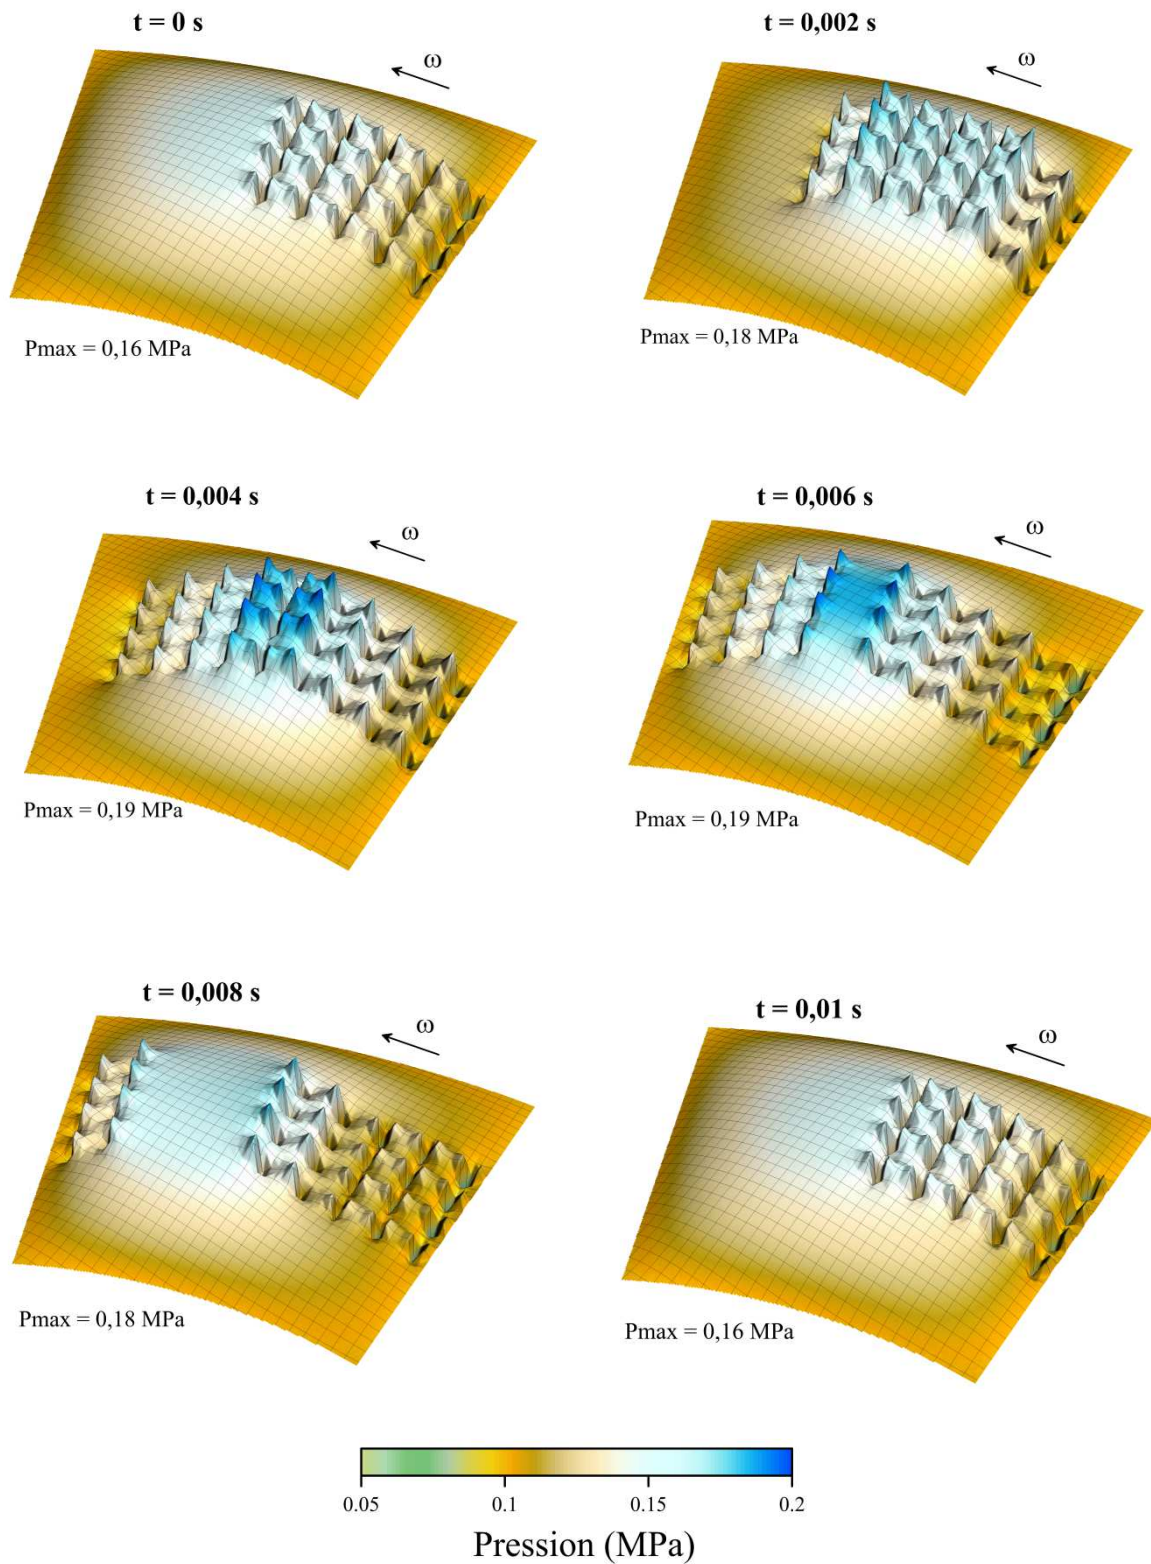 t = 0 s
ω
Pmax = 0,16 MPa
t = 0,002 s
ω
Pmax = 0,18 MPa
t = 0,004 s
ω
Pmax = 0,19 MPa
t = 0,006 s
ω
Pmax = 0,19 MPa
t = 0,008 s
ω
Pmax = 0,18 MPa
t = 0,01 s
ω
Pmax = 0,16 MPa
0.05 0.1 0.15 0.2
Pression (MPa)